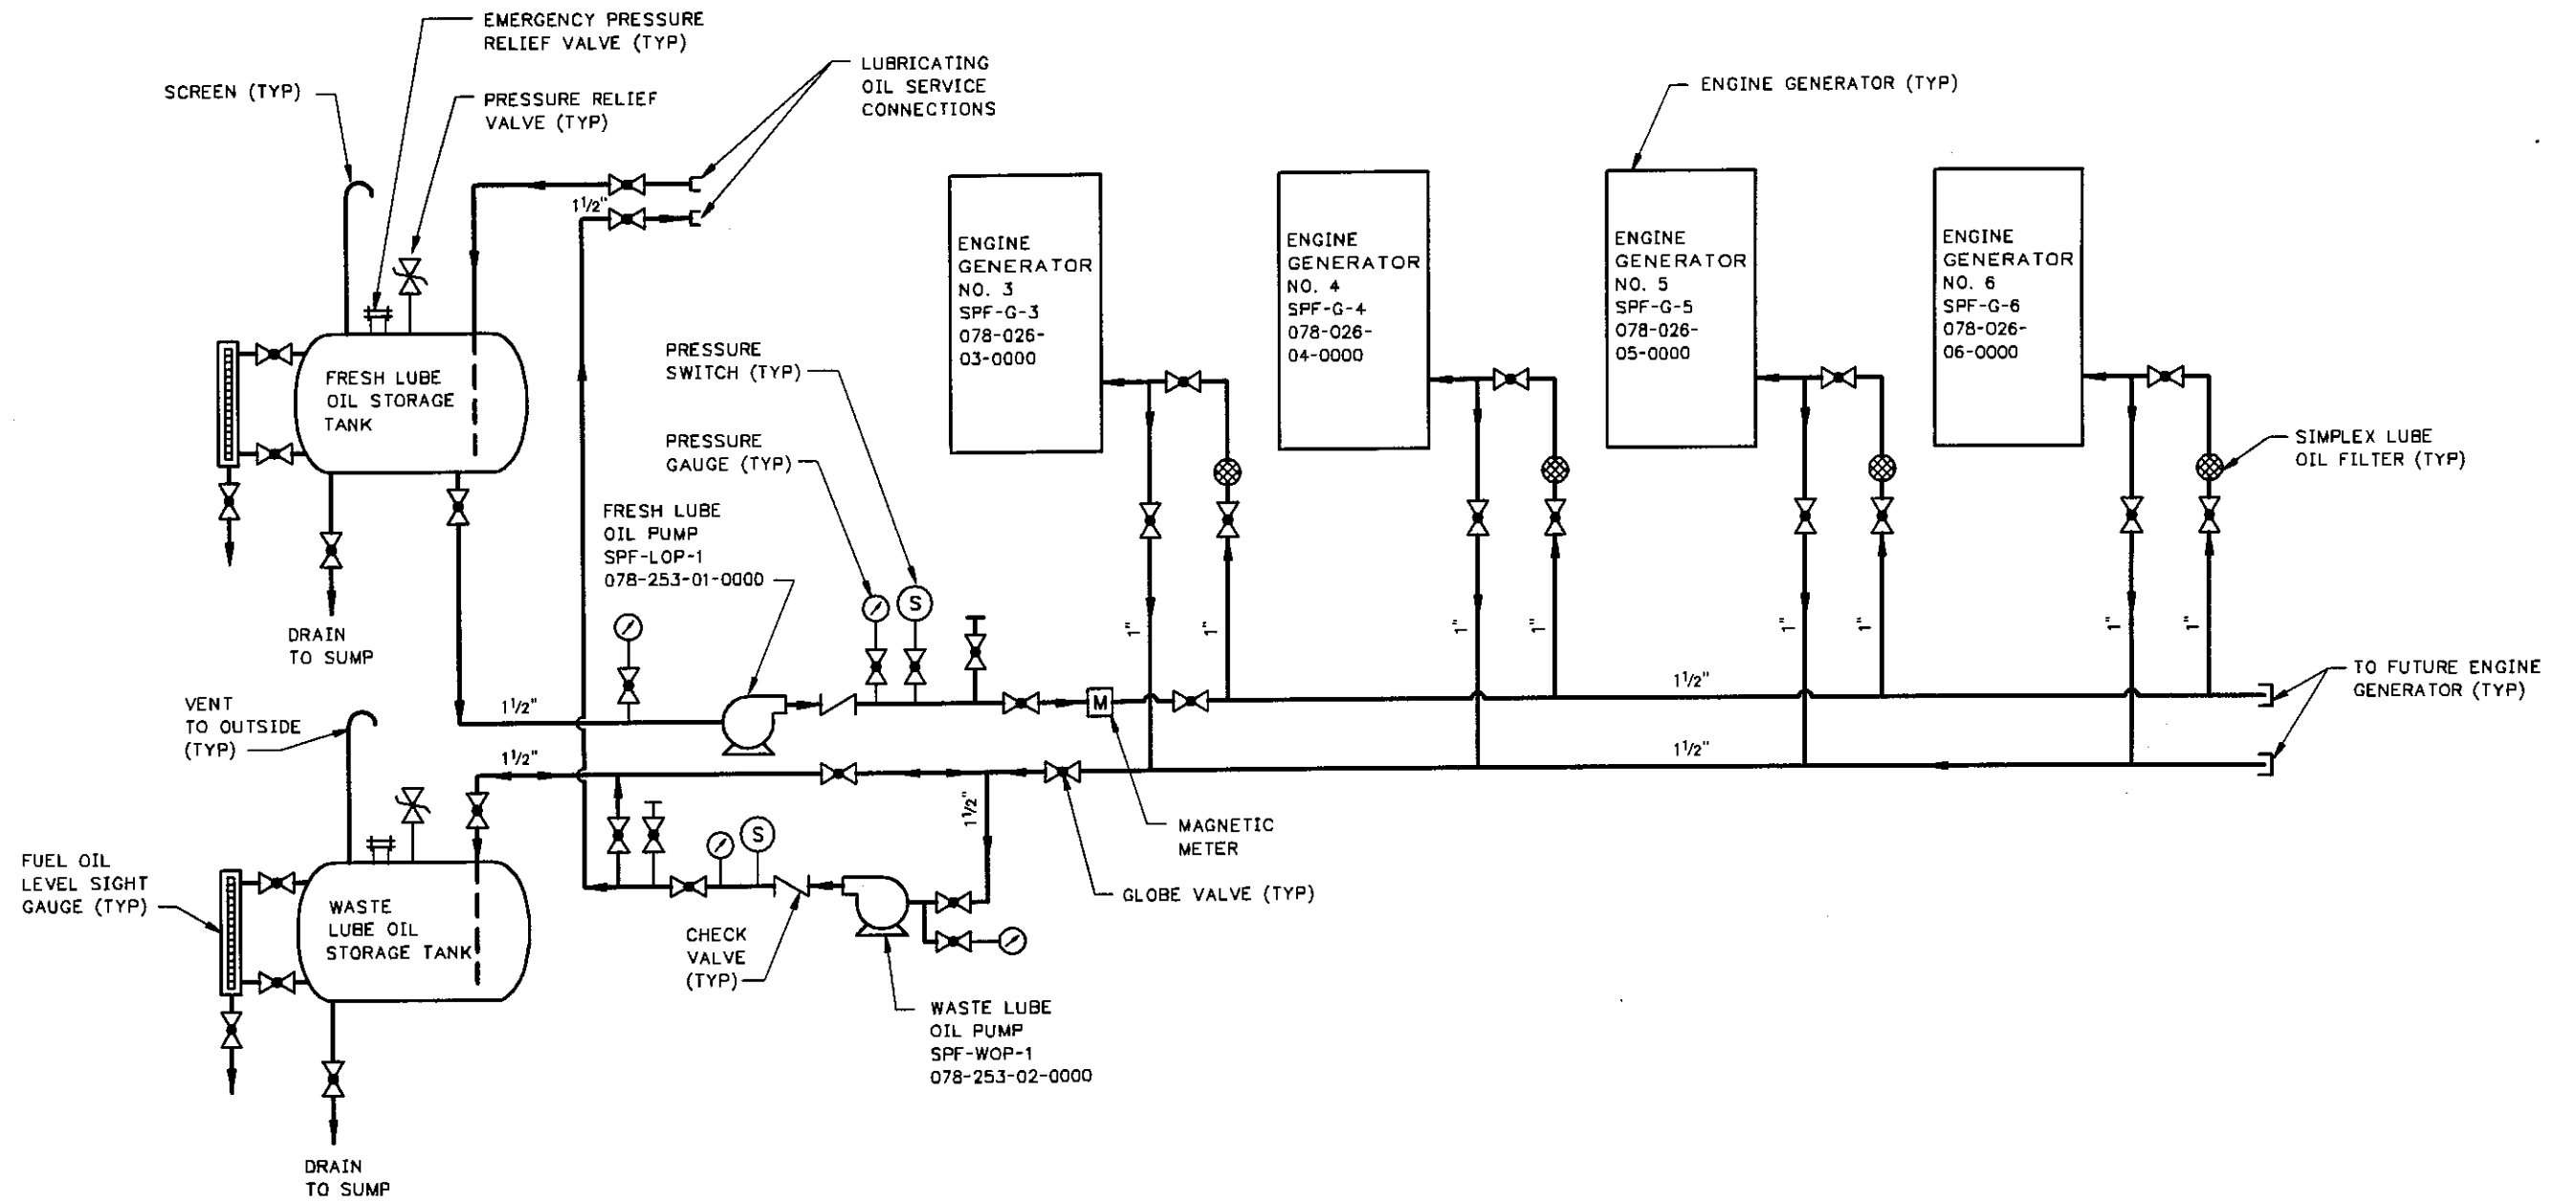 EMERGENCY PRESSURE
RELIEF VALVE (TYP)
SCREEN (TYP)
PRESSURE RELIEF
VALVE (TYP)
LUBRICATING
OIL SERVICE
CONNECTIONS
ENGINE GENERATOR (TYP)
1 1/2"
ENGINE
GENERATOR
NO. 3
SPF-G-3
078-026-
03-0000
ENGINE
GENERATOR
NO. 4
SPF-G-4
078-026-
04-0000
ENGINE
GENERATOR
NO. 5
SPF-G-5
078-026-
05-0000
ENGINE
GENERATOR
NO. 6
SPF-G-6
078-026-
06-0000
FRESH LUBE
OIL STORAGE
TANK
PRESSURE
SWITCH (TYP)
PRESSURE
GAUGE (TYP)
SIMPLEX LUBE
OIL FILTER (TYP)
FRESH LUBE
OIL PUMP
SPF-LOP-1
078-253-01-0000
S
DRAIN
TO SUMP
1"
1"
1"
1"
1"
1"
1"
1"
TO FUTURE ENGINE
GENERATOR (TYP)
VENT
TO OUTSIDE
(TYP)
1 1/2"
M
1 1/2"
1 1/2"
1 1/2"
1 1/2"
S
MAGNETIC
METER
FUEL OIL
LEVEL SIGHT
GAUGE (TYP)
GLOBE VALVE (TYP)
WASTE
LUBE OIL
STORAGE TANK
CHECK
VALVE
(TYP)
WASTE LUBE
OIL PUMP
SPF-WOP-1
078-253-02-0000
DRAIN
TO SUMP